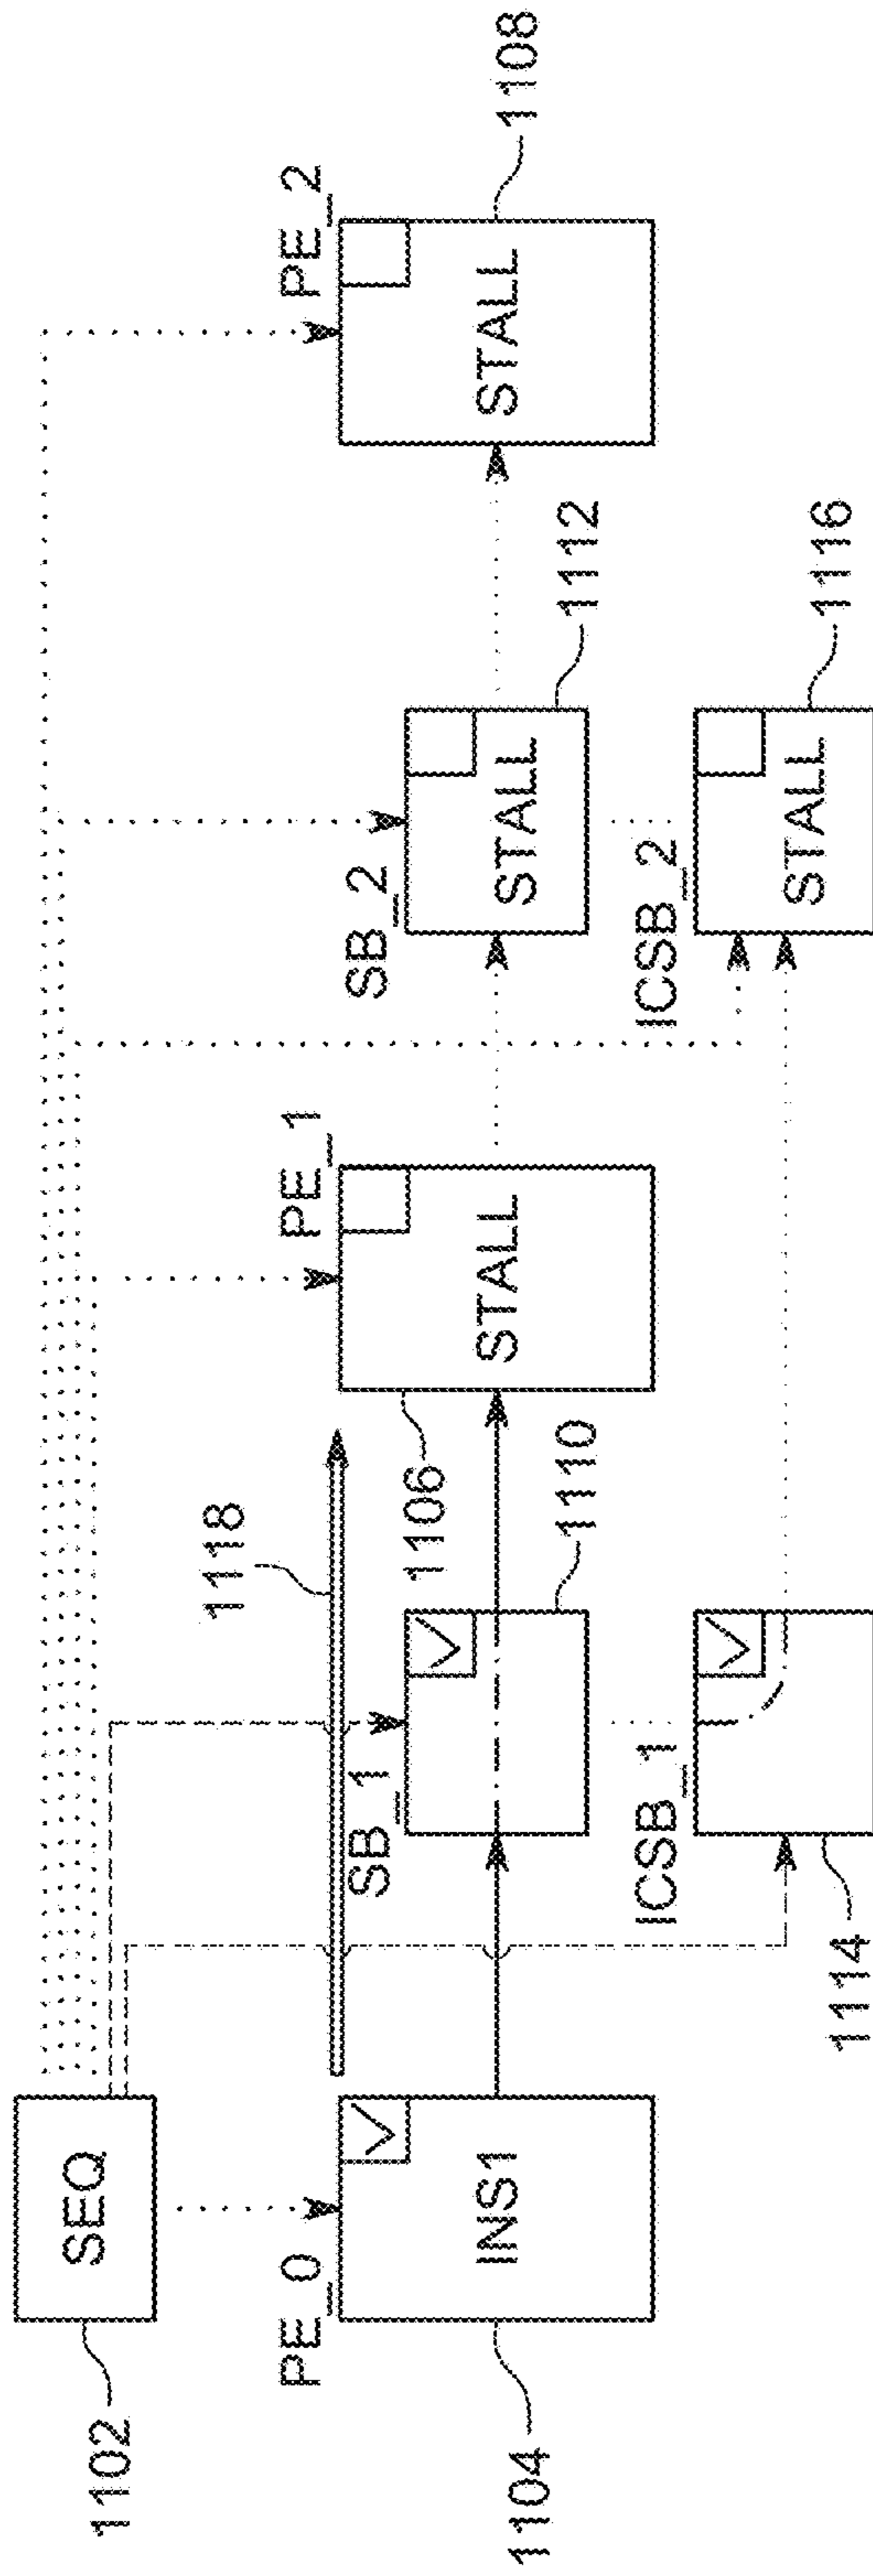 1102
SEQ
PE_0
INS1
V
1104
1118
SB_1
V
1110
ICSB_1
V
1114
PE_1
STALL
1106
SB_2
STALL
1112
ICSB_2
STALL
1116
PE_2
STALL
1108